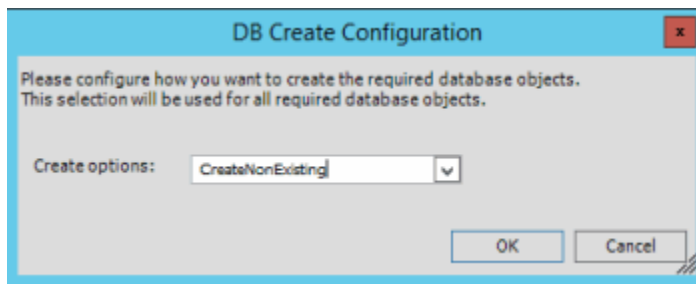 DB Create Configuration
x
Please configure how you want to create the required database objects.
This selection will be used for all required database objects.
Create options: CreateNonExisting
OK Cancel